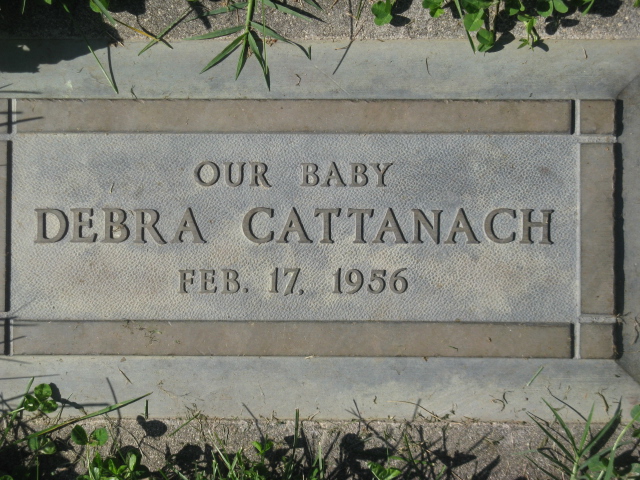 OUR BABY
DEBRA CATTANACH
FEB. 17, 1956